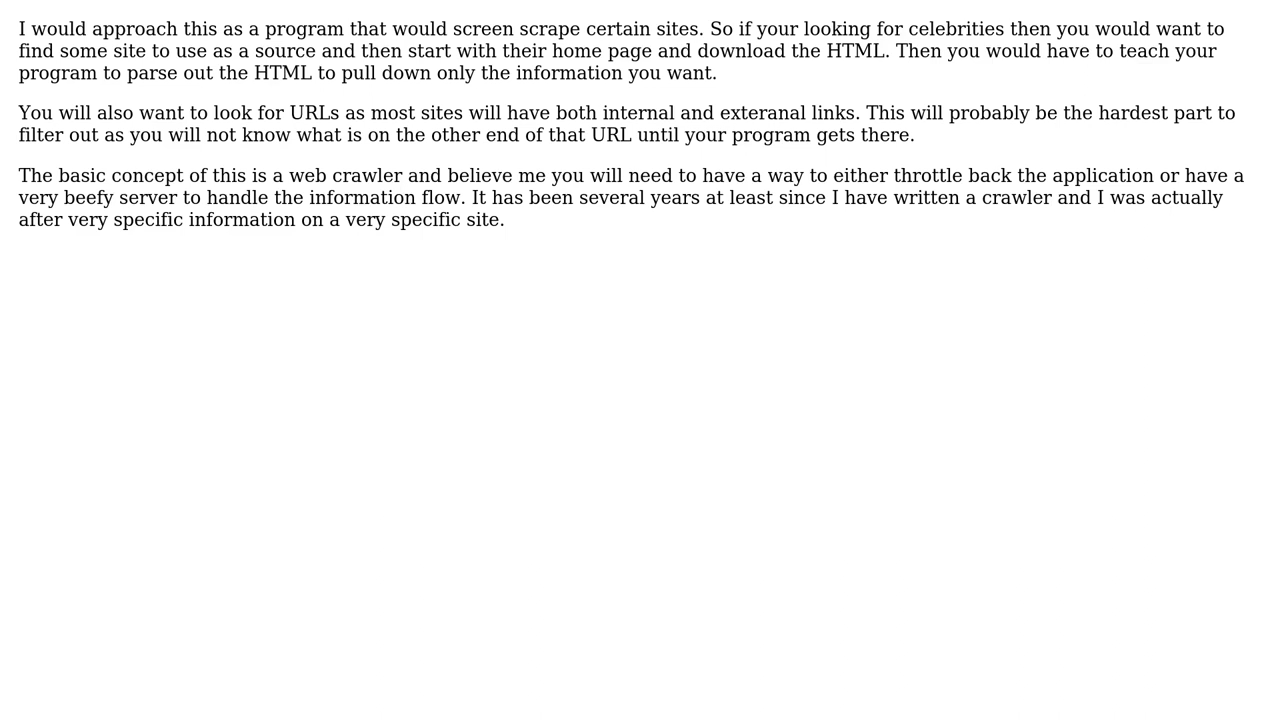 I would approach this as a program that would screen scrape certain sites. So if your looking for celebrities then you would want to
find some site to use as a source and then start with their home page and download the HTML. Then you would have to teach your
program to parse out the HTML to pull down only the information you want.
You will also want to look for URLs as most sites will have both internal and exteranal links. This will probably be the hardest part to
filter out as you will not know what is on the other end of that URL until your program gets there.
The basic concept of this is a web crawler and believe me you will need to have a way to either throttle back the application or have a
very beefy server to handle the information flow. It has been several years at least since I have written a crawler and I was actually
after very specific information on a very specific site.